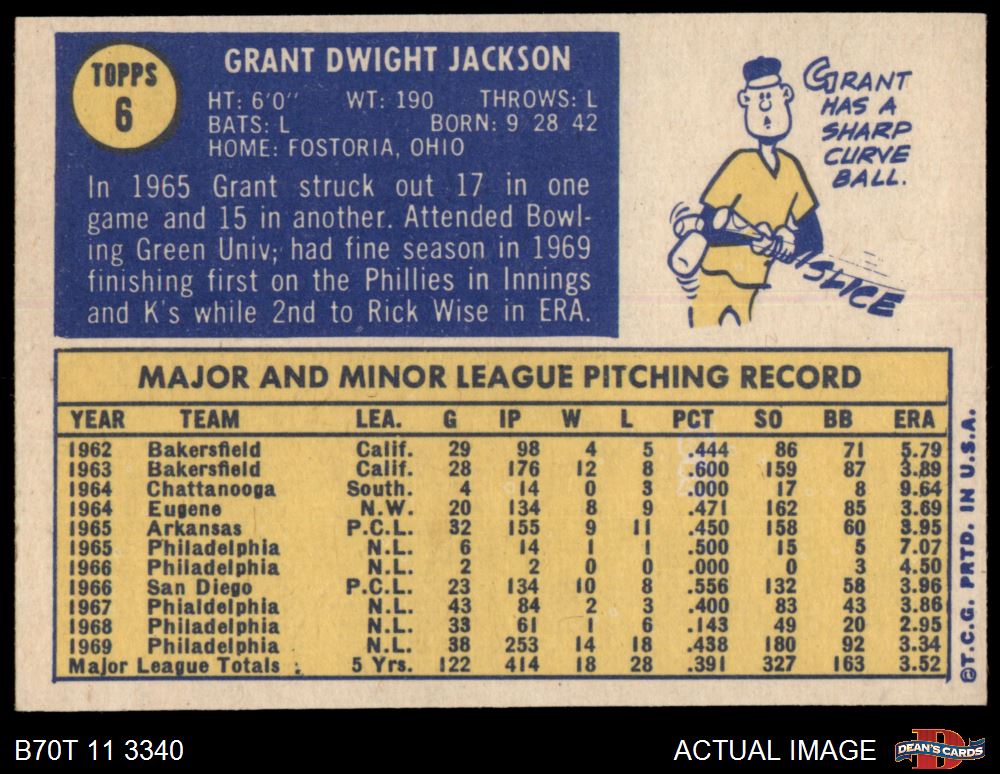 TOPPS
6
GRANT DWIGHT JACKSON
HT: 6'0" WT: 190 THROWS: L
BATS: L BORN: 9 28 42
HOME: FOSTORIA, OHIO
In 1965 Grant struck out 17 in one
game and 15 in another. Attended Bowl-
ing Green Univ; had fine season in 1969
finishing first on the Phillies in Innings
and K's while 2nd to Rick Wise in ERA.
GRANT
HAS A
SHARP
CURVE
BALL.
SLICE
MAJOR AND MINOR LEAGUE PITCHING RECORD
YEAR TEAM LEA. G IP W L PCT SO BB ERA
1962 Bakersfield Calif. 29 98 4 5 .444 86 71 5.79
1963 Bakersfield Calif. 28 176 12 8 .600 159 87 3.89
1964 Chattanooga South. 4 14 0 3 .000 17 8 9.64
1964 Eugene N.W. 20 134 8 9 .471 162 85 3.69
1965 Arkansas P.C.L. 32 155 9 11 .450 158 60 3.95
1965 Philadelphia N.L. 6 14 1 1 .500 15 5 7.07
1966 Philadelphia N.L. 2 2 0 0 .000 0 3 4.50
1966 San Diego P.C.L. 23 134 10 8 .556 132 58 3.96
1967 Phialdelphia N.L. 43 84 2 3 .400 83 43 3.86
1968 Philadelphia N.L. 33 61 1 6 .143 49 20 2.95
1969 Philadelphia N.L. 38 253 14 18 .438 180 92 3.34
Major League Totals 5 Yrs. 122 414 18 28 .391 327 163 3.52
©T.C.G. PRTD. IN U.S.A.
B70T 11 3340
ACTUAL IMAGE
D
DEAN'S CARDS